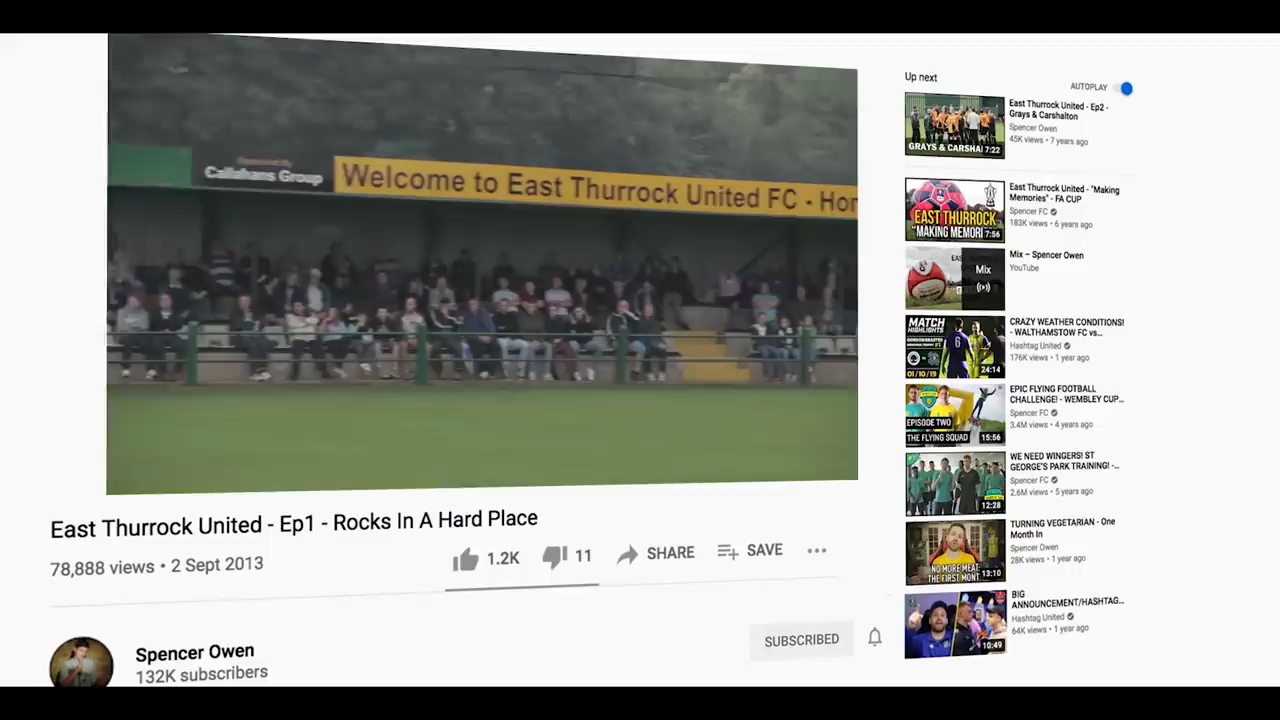 Callahans Group
Welcome to East Thurrock United FC - Hor
East Thurrock United - Ep1 - Rocks In A Hard Place
78,888 views • 2 Sept 2013
1.2K
11
SHARE
SAVE
Spencer Owen
132K subscribers
SUBSCRIBED
Up next
AUTOPLAY
GRAYS & CARSHA
7:22
East Thurrock United - Ep2 -
Grays & Carshalton
Spencer Owen
45K views • 7 years ago
EAST THURROCK
"MAKING MEMORI
7:56
East Thurrock United - "Making
Memories" - FA CUP
Spencer FC
183K views • 6 years ago
EAS
Mix
Mix – Spencer Owen
YouTube
MATCH
HIGHLIGHTS
01/10/19
24:14
CRAZY WEATHER CONDITIONS!
- WALTHAMSTOW FC vs...
Hashtag United
176K views • 1 year ago
EPISODE TWO
THE FLYING SQUAD
15:56
EPIC FLYING FOOTBALL
CHALLENGE! - WEMBLEY CUP...
Spencer FC
3.4M views • 4 years ago
12:28
WE NEED WINGERS! ST
GEORGE'S PARK TRAINING! -...
Spencer FC
2.6M views • 5 years ago
NO MORE MEAT:
THE FIRST MONT
13:10
TURNING VEGETARIAN - One
Month In
Spencer Owen
28K views • 1 year ago
10:49
BIG
ANNOUNCEMENT/HASHTAG...
Hashtag United
64K views • 1 year ago